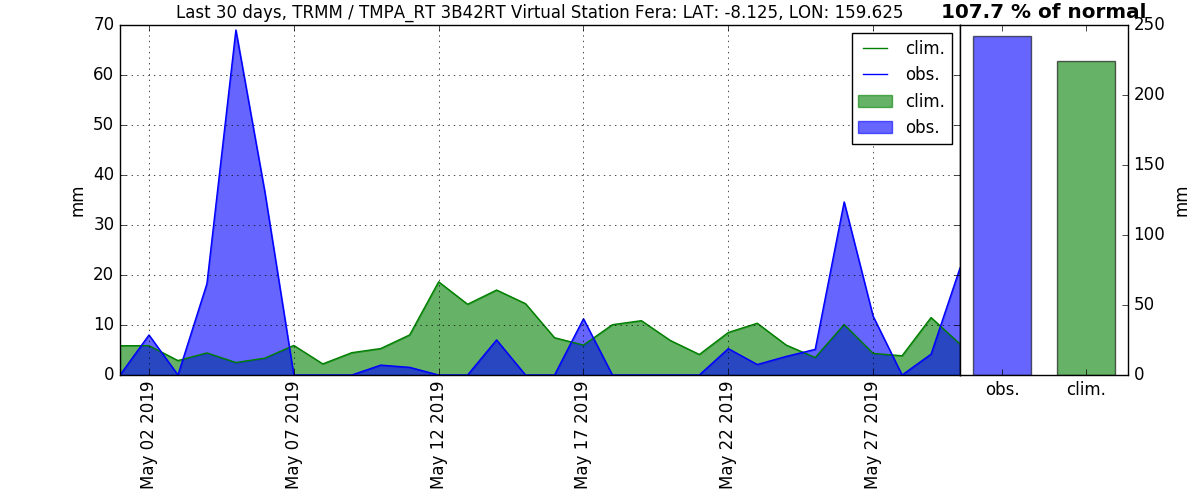 Last 30 days, TRMM / TMPA_RT 3B42RT Virtual Station Fera: LAT: -8.125, LON: 159.625
107.7 % of normal
70
60
50
40
30
20
10
0
mm
clim.
obs.
clim.
obs.
May 02 2019
May 07 2019
May 12 2019
May 17 2019
May 22 2019
May 27 2019
250
200
150
100
50
0
mm
obs.
clim.